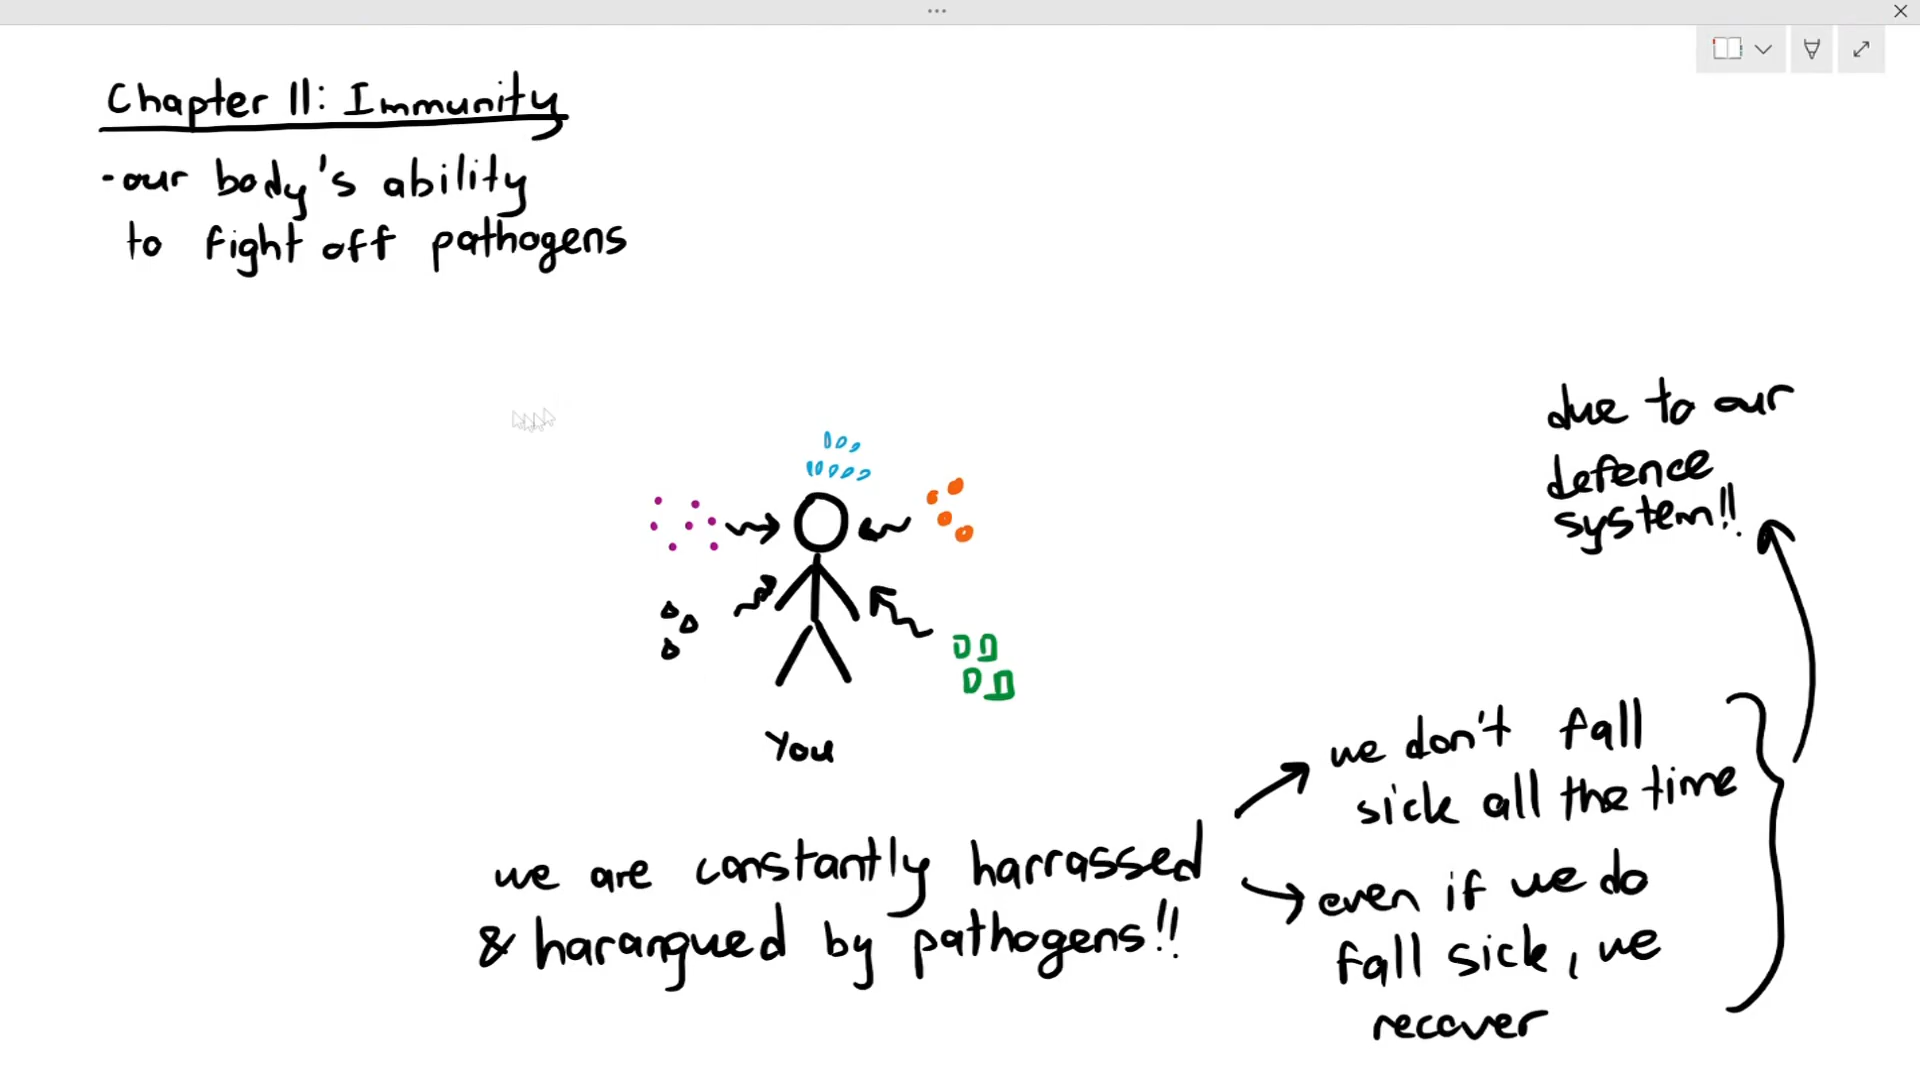 Chapter 11: Immunity
-our body's ability
to fight off pathogens
due to our
defence
system!!
You
we don't fall
sick all the time
we are constantly harrassed
& harangued by pathogens!!
even if we do
fall sick, we
recover